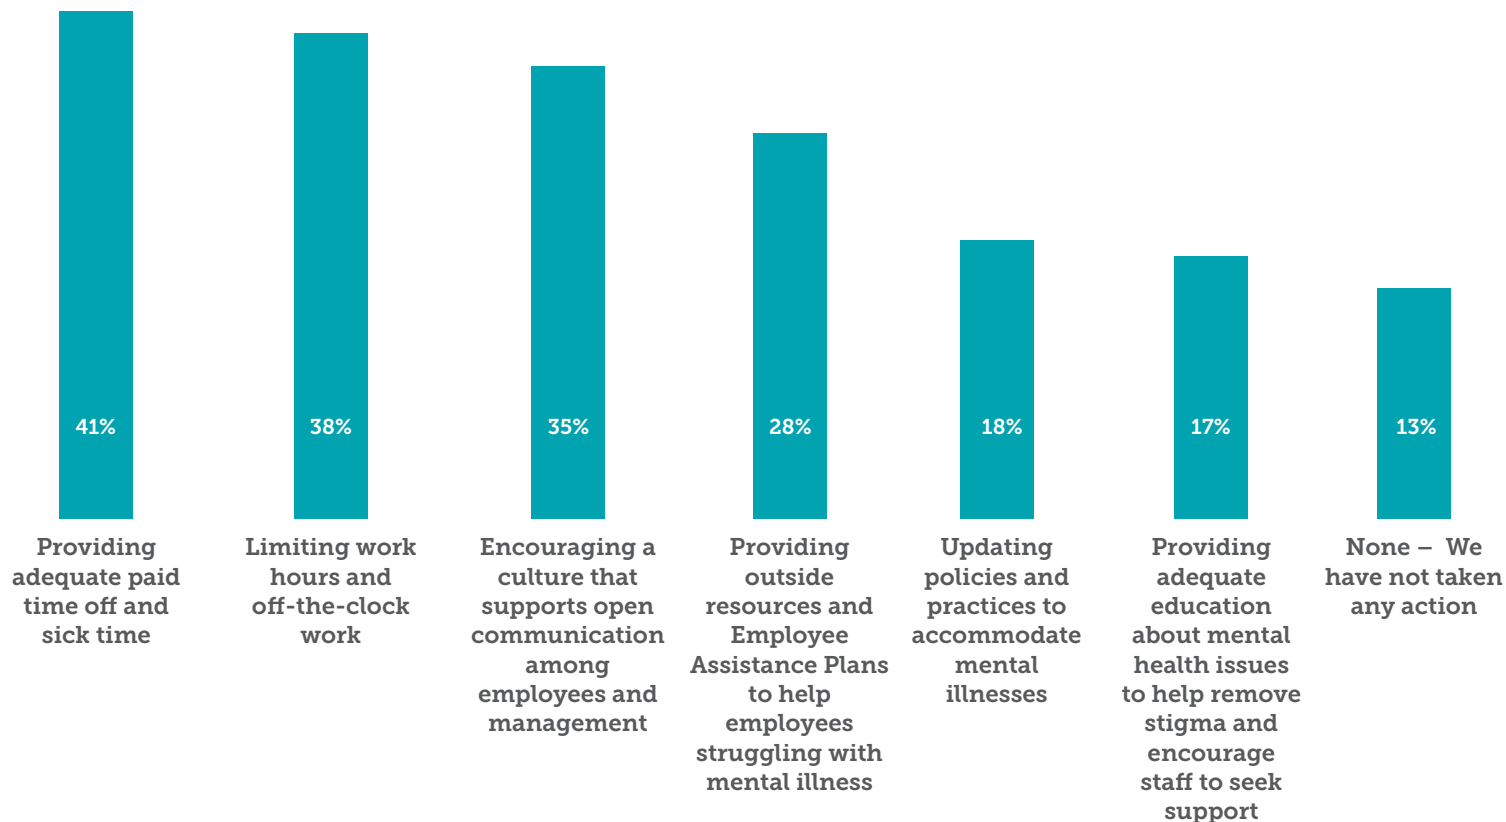 41%
38%
35%
28%
18%
17%
13%
Providing
adequate paid
time off and
sick time
Limiting work
hours and
off-the-clock
work
Encouraging a
culture that
supports open
communication
among
employees and
management
Providing
outside
resources and
Employee
Assistance Plans
to help
employees
struggling with
mental illness
Updating
policies and
practices to
accommodate
mental
illnesses
Providing
adequate
education
about mental
health issues
to help remove
stigma and
encourage
staff to seek
support
None – We
have not taken
any action